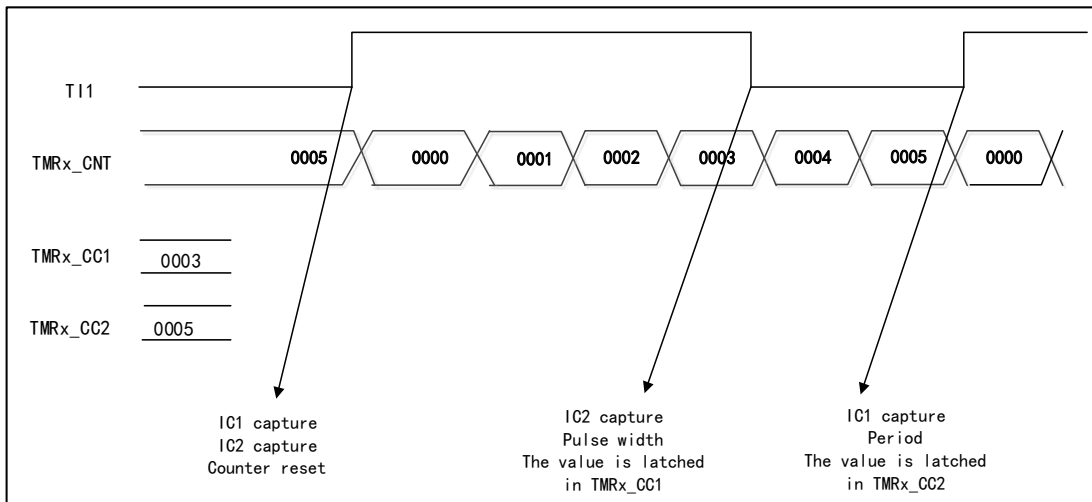 TI1
TMRx_CNT
0005 0000 0001 0002 0003 0004 0005 0000
TMRx_CC1
0003
TMRx_CC2
0005
IC1 capture
IC2 capture
Counter reset
IC2 capture
Pulse width
The value is latched
in TMRx_CC1
IC1 capture
Period
The value is latched
in TMRx_CC2